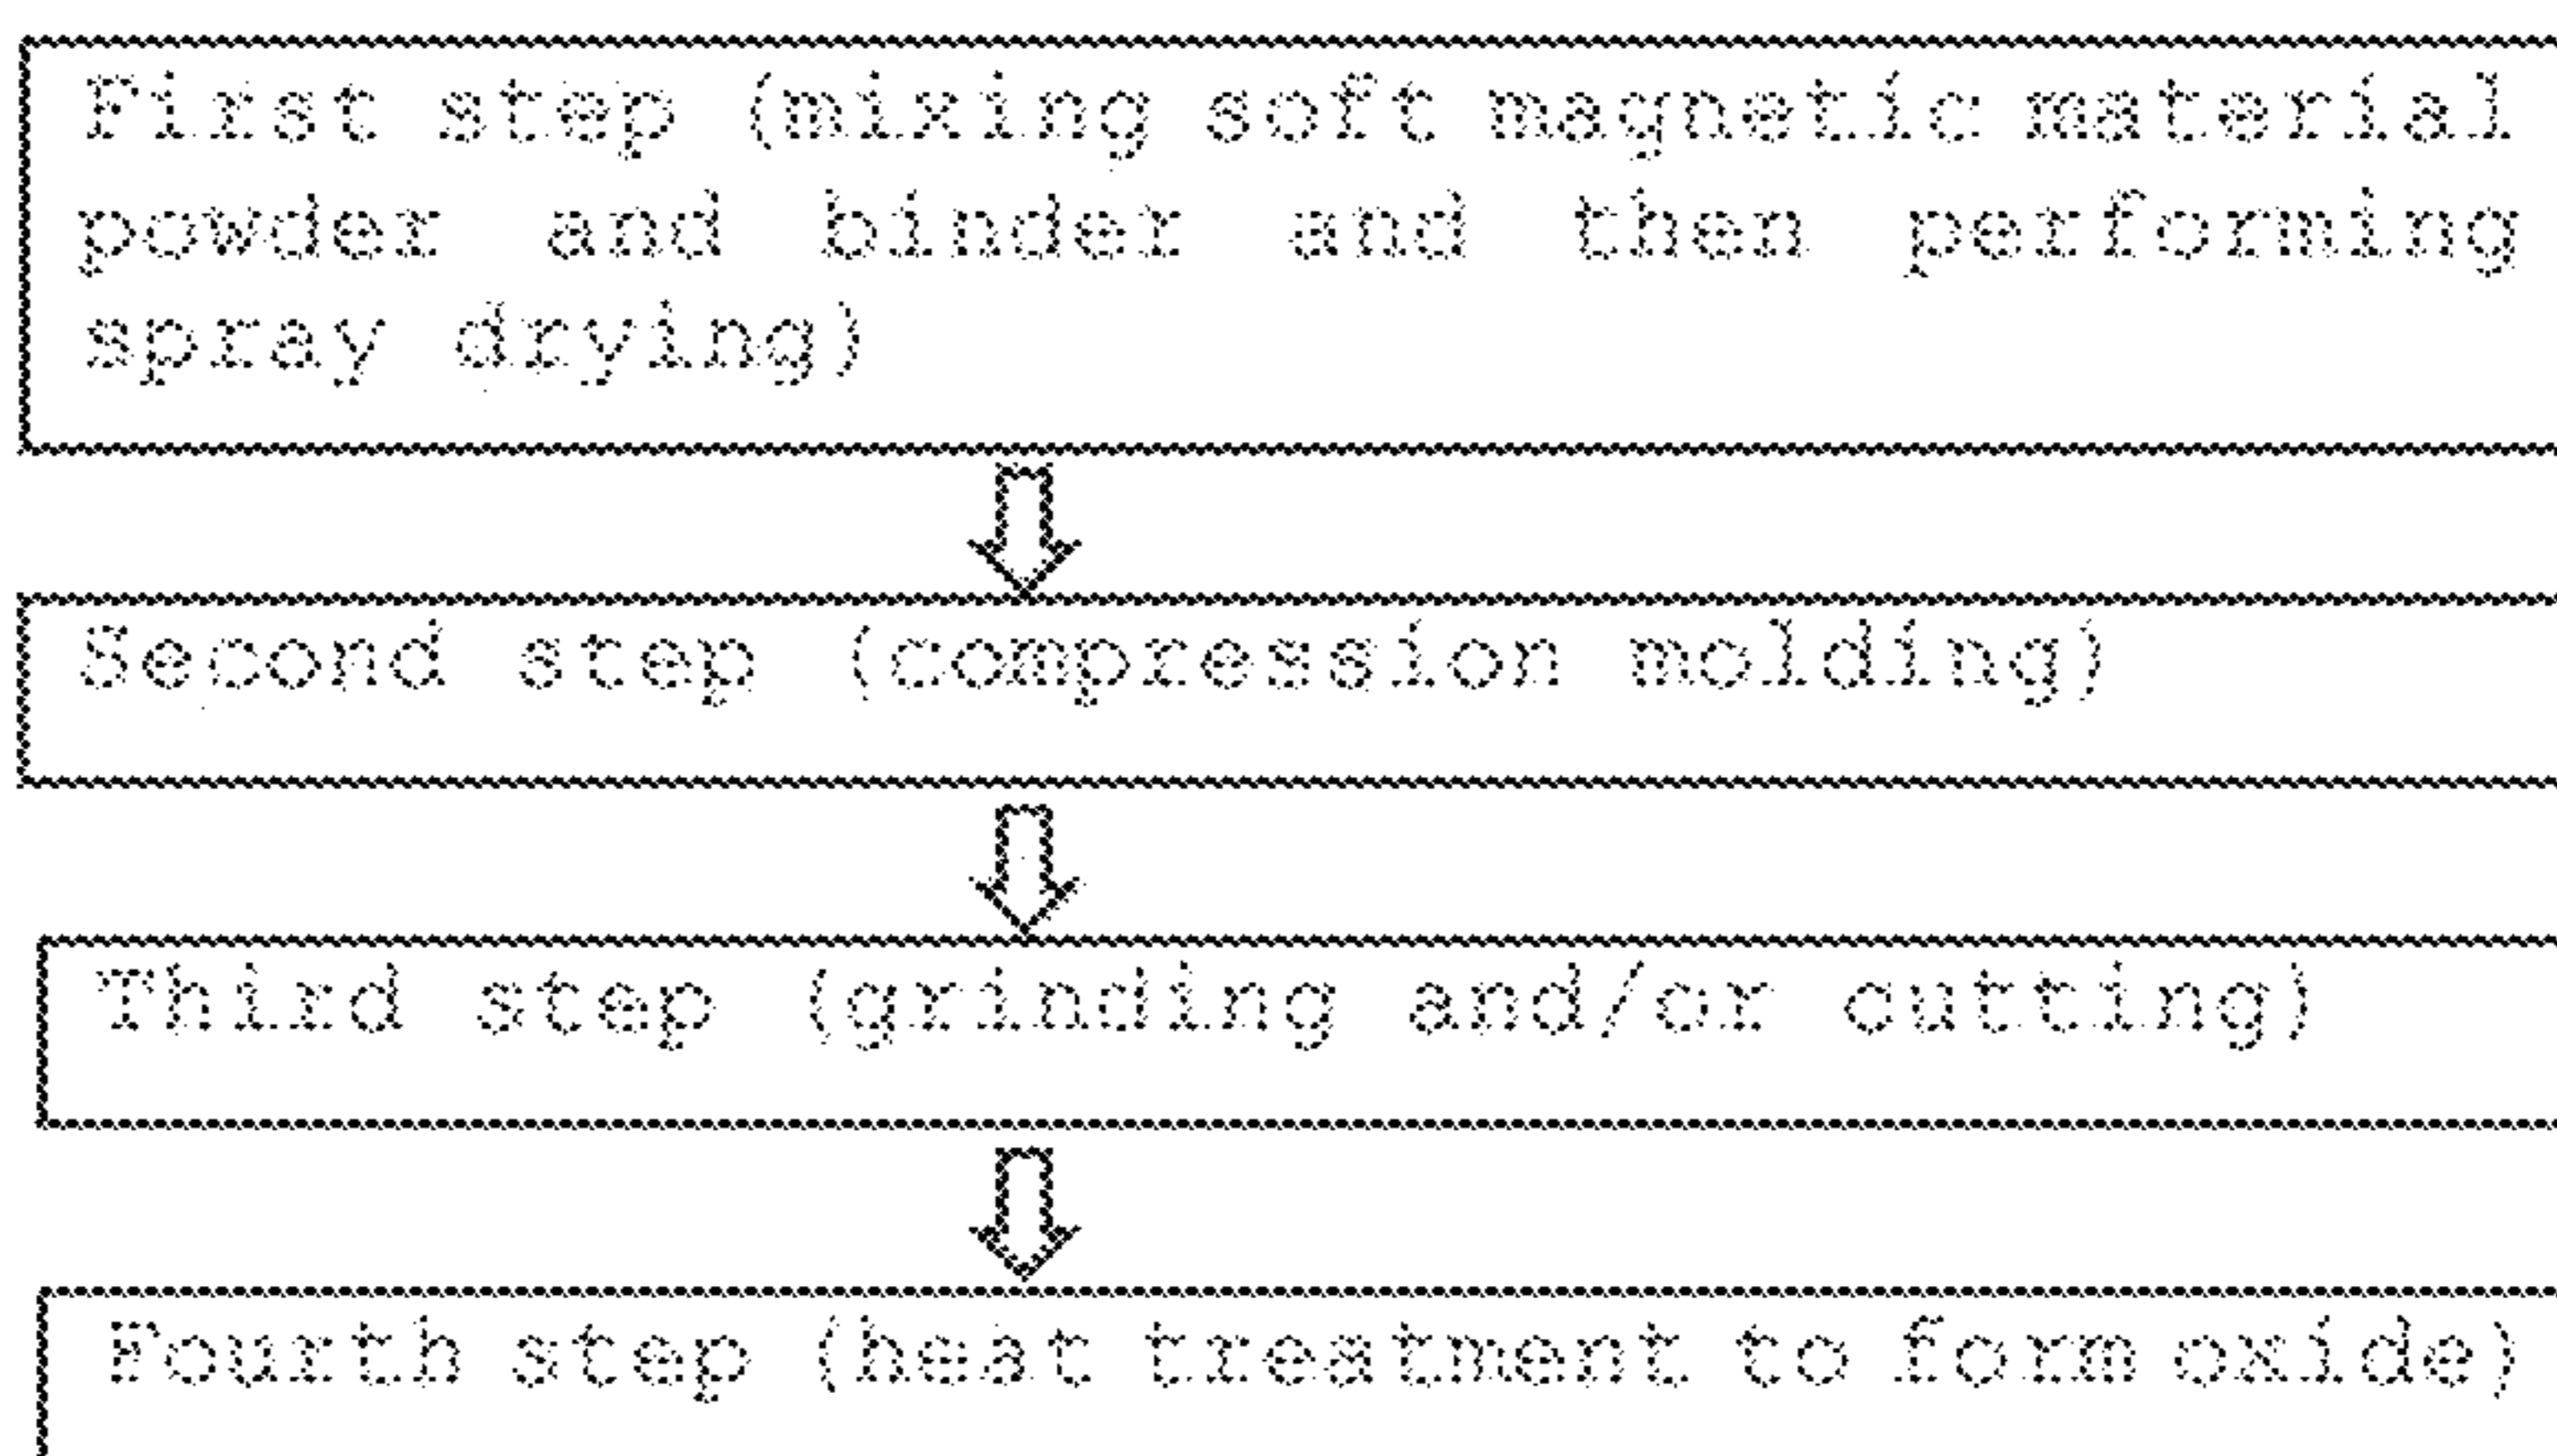 First step (mixing soft magnetic material
powder and binder and then performing
spray drying)
Second step (compression molding)
Third step (grinding and/or cutting)
Fourth step (heat treatment to form oxide)